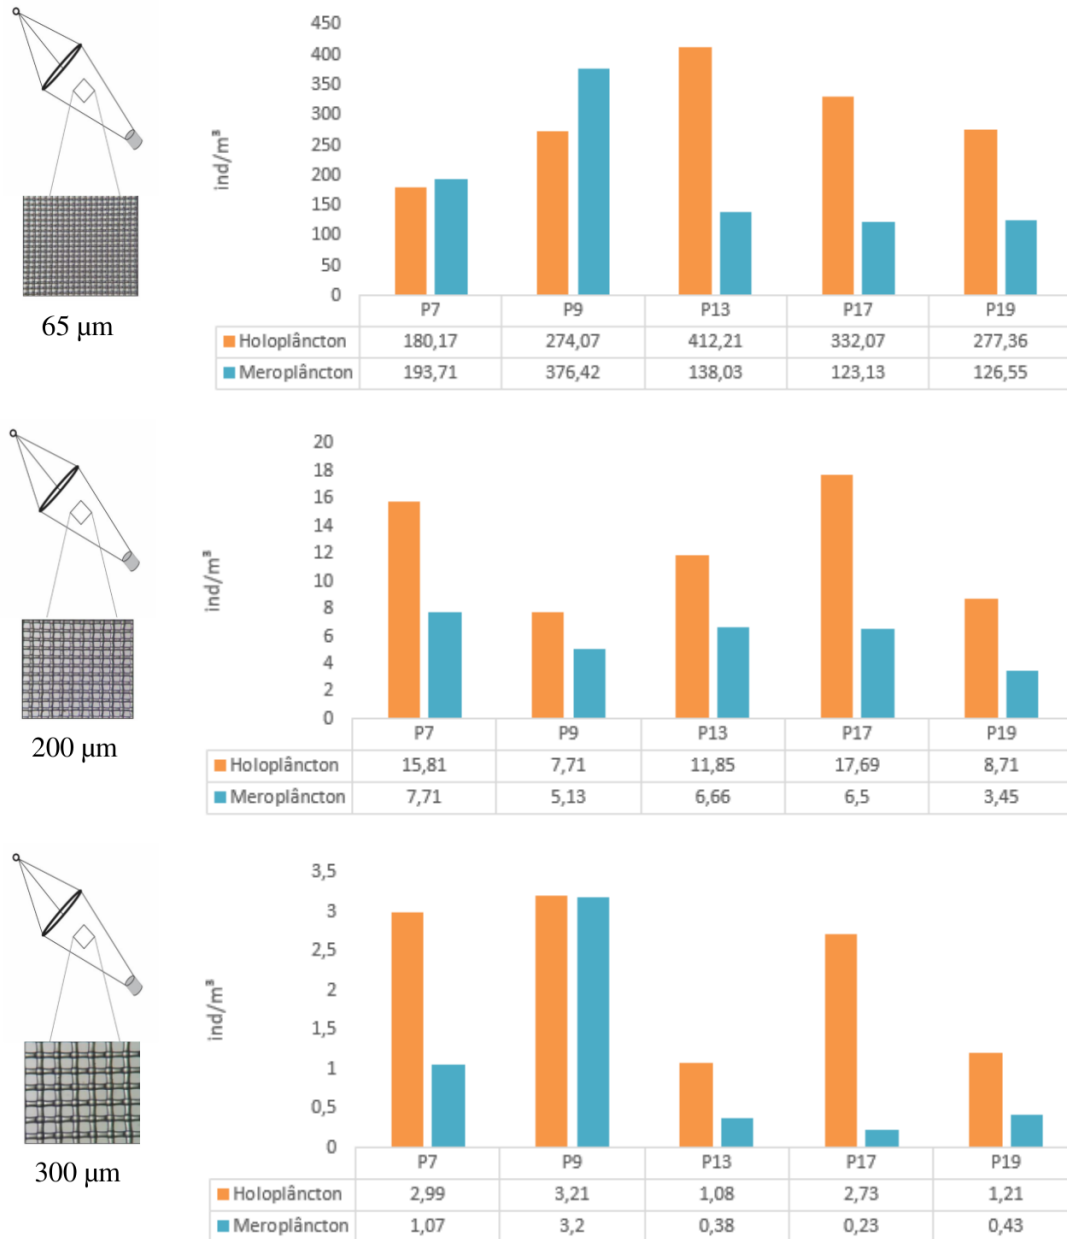 450
400
350
300
250
200
150
100
50
0
ind/m³
65 µm
P7 P9 P13 P17 P19
Holoplâncton 180,17 274,07 412,21 332,07 277,36
Meroplâncton 193,71 376,42 138,03 123,13 126,55
20
18
16
14
12
10
8
6
4
2
0
ind/m³
200 µm
P7 P9 P13 P17 P19
Holoplâncton 15,81 7,71 11,85 17,69 8,71
Meroplâncton 7,71 5,13 6,66 6,5 3,45
3,5
3
2,5
2
1,5
1
0,5
0
ind/m³
300 µm
P7 P9 P13 P17 P19
Holoplâncton 2,99 3,21 1,08 2,73 1,21
Meroplâncton 1,07 3,2 0,38 0,23 0,43